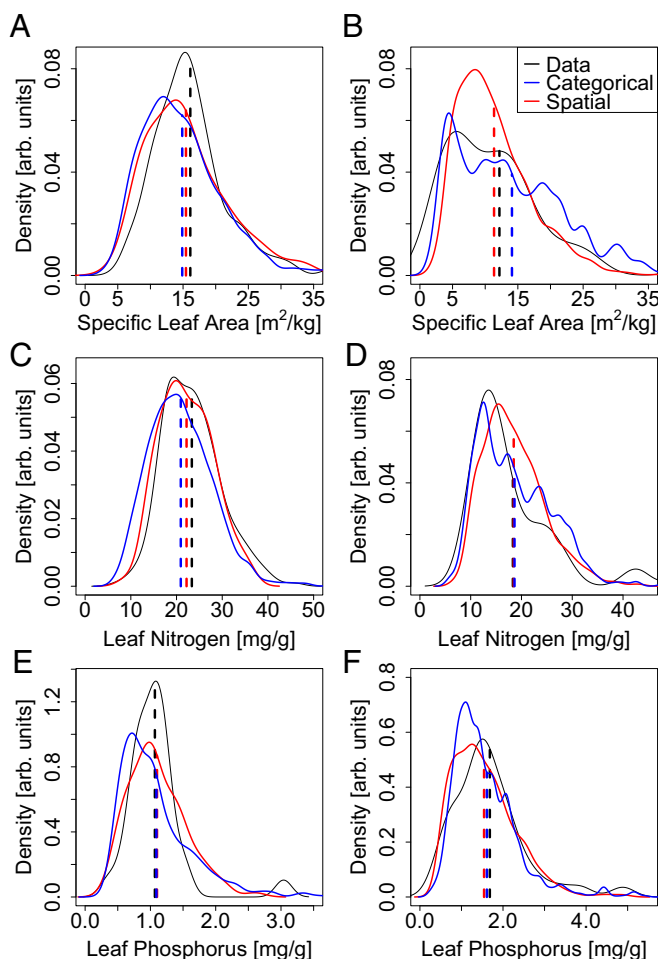 A
Density [arb. units]
0.00 0.04 0.08
0 5 15 25 35
Specific Leaf Area [m²/kg]
B
Data
Categorical
Spatial
Density [arb. units]
0.00 0.04 0.08
0 5 15 25 35
Specific Leaf Area [m²/kg]
C
Density [arb. units]
0.00 0.02 0.04 0.06
0 10 20 30 40 50
Leaf Nitrogen [mg/g]
D
Density [arb. units]
0.00 0.04 0.08
0 10 20 30 40
Leaf Nitrogen [mg/g]
E
Density [arb. units]
0.0 0.4 0.8 1.2
0.0 1.0 2.0 3.0
Leaf Phosphorus [mg/g]
F
Density [arb. units]
0.0 0.2 0.4 0.6 0.8
0.0 2.0 4.0
Leaf Phosphorus [mg/g]